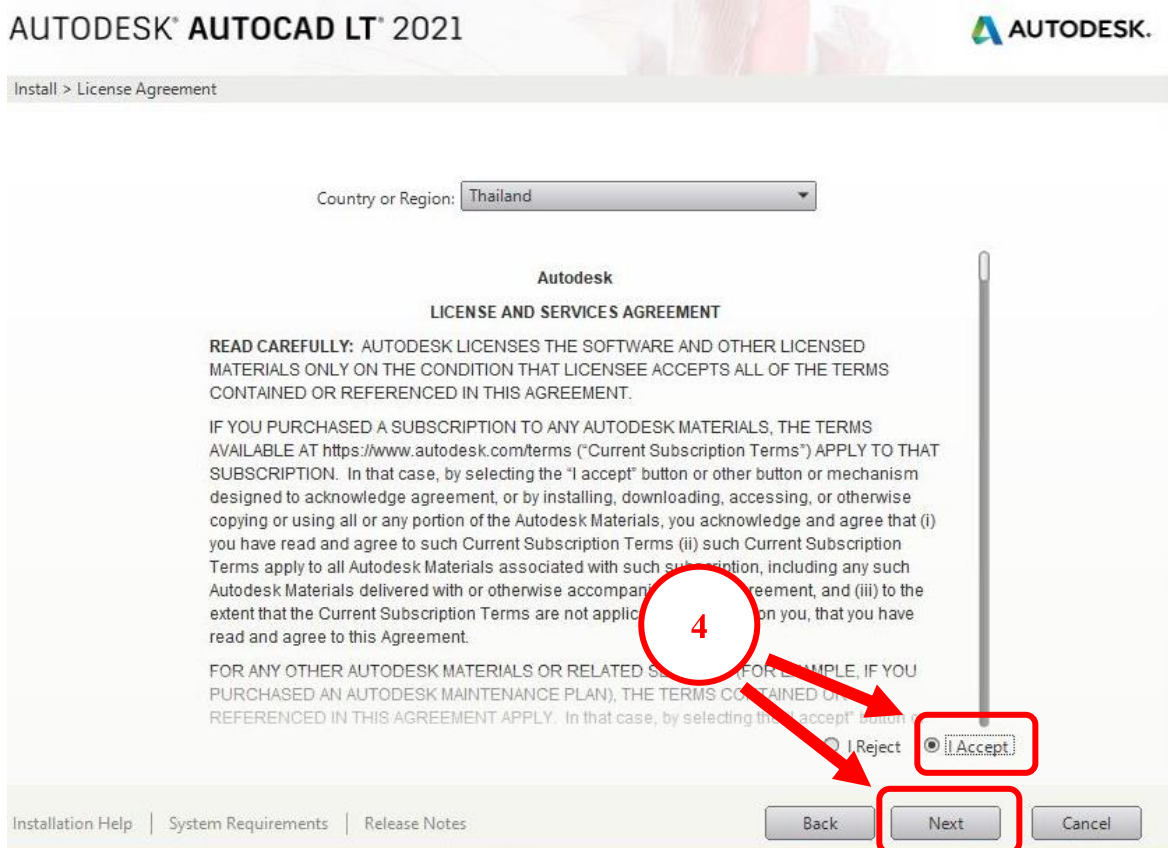 AUTODESK® AUTOCAD LT® 2021
AUTODESK.
Install > License Agreement
Country or Region: Thailand
Autodesk
LICENSE AND SERVICES AGREEMENT
READ CAREFULLY: AUTODESK LICENSES THE SOFTWARE AND OTHER LICENSED
MATERIALS ONLY ON THE CONDITION THAT LICENSEE ACCEPTS ALL OF THE TERMS
CONTAINED OR REFERENCED IN THIS AGREEMENT.
IF YOU PURCHASED A SUBSCRIPTION TO ANY AUTODESK MATERIALS, THE TERMS
AVAILABLE AT https://www.autodesk.com/terms (“Current Subscription Terms”) APPLY TO THAT
SUBSCRIPTION. In that case, by selecting the “I accept” button or other button or mechanism
designed to acknowledge agreement, or by installing, downloading, accessing, or otherwise
copying or using all or any portion of the Autodesk Materials, you acknowledge and agree that (i)
you have read and agree to such Current Subscription Terms (ii) such Current Subscription
Terms apply to all Autodesk Materials associated with such subscription, including any such
Autodesk Materials delivered with or otherwise accompani reement, and (iii) to the
extent that the Current Subscription Terms are not applic on you, that you have
read and agree to this Agreement.
4
FOR ANY OTHER AUTODESK MATERIALS OR RELATED SE (FOR EXAMPLE, IF YOU
PURCHASED AN AUTODESK MAINTENANCE PLAN), THE TERMS CONTAINED OR
REFERENCED IN THIS AGREEMENT APPLY. In that case, by selecting the “I accept” button or
I Reject I Accept
Installation Help | System Requirements | Release Notes Back Next Cancel